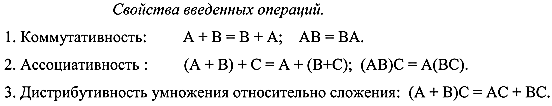 Свойства введенных операций.
1. Коммутативность: A + B = B + A; AB = BA.
2. Ассоциативность : (A + B) + C = A + (B+C); (AB)C = A(BC).
3. Дистрибутивность умножения относительно сложения: (A + B)C = AC + BC.